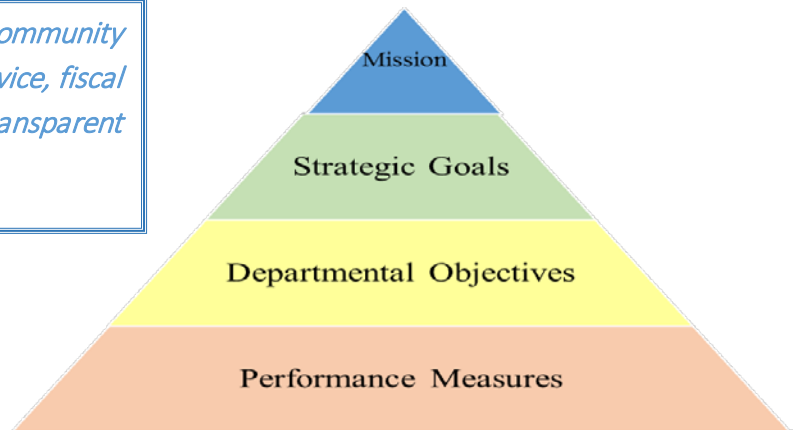 ommunity
vice, fiscal
ansparent
Mission
Strategic Goals
Departmental Objectives
Performance Measures